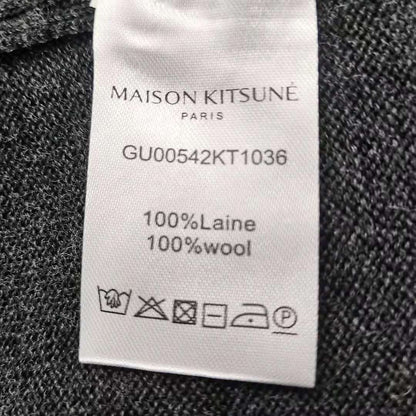 MAISON KITSUNÉ
PARIS
GU00542KT1036
100%Laine
100%wool
P